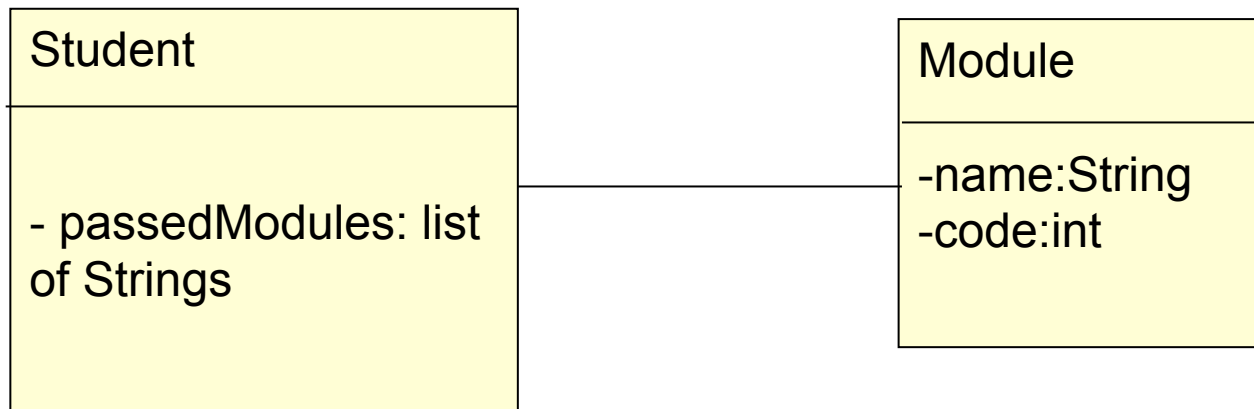 Student
- passedModules: list
of Strings
Module
-name:String
-code:int